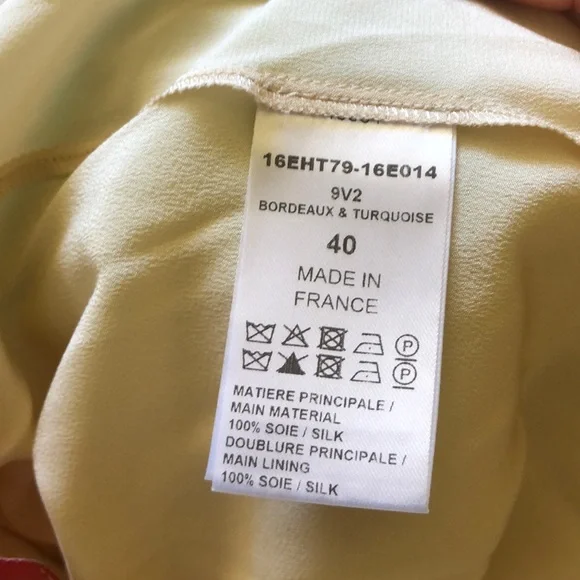 16EHT79-16E014
9V2
BORDEAUX & TURQUOISE
40
MADE IN
FRANCE
P
P
MATIERE PRINCIPALE /
MAIN MATERIAL
100% SOIE / SILK
DOUBLURE PRINCIPALE /
MAIN LINING
100% SOIE / SILK